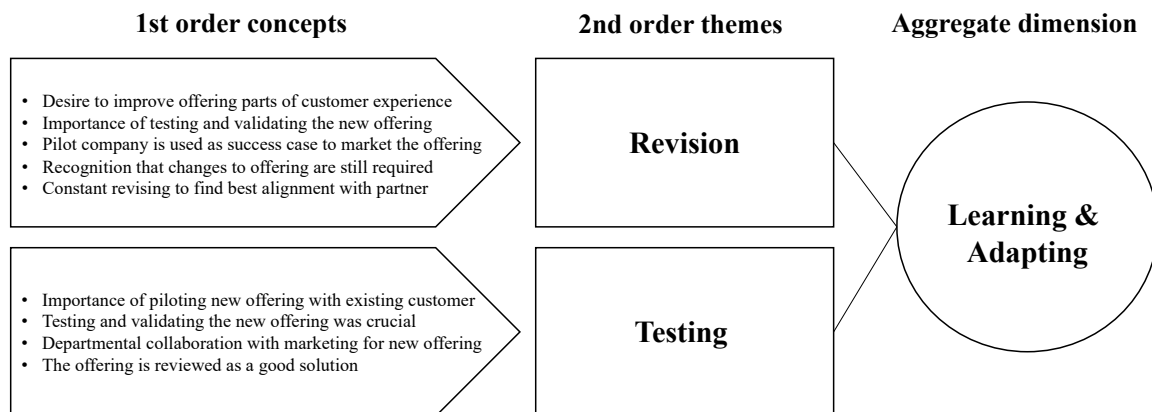 1st order concepts
2nd order themes
Aggregate dimension
• Desire to improve offering parts of customer experience
• Importance of testing and validating the new offering
• Pilot company is used as success case to market the offering
• Recognition that changes to offering are still required
• Constant revising to find best alignment with partner
Revision
• Importance of piloting new offering with existing customer
• Testing and validating the new offering was crucial
• Departmental collaboration with marketing for new offering
• The offering is reviewed as a good solution
Testing
Learning &
Adapting